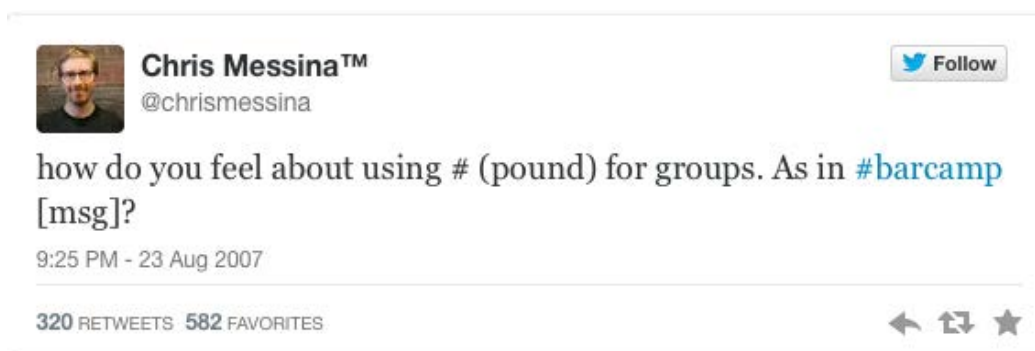 Chris Messina™
Follow
@chrismessina
how do you feel about using # (pound) for groups. As in #barcamp
[msg]?
9:25 PM - 23 Aug 2007
320 RETWEETS 582 FAVORITES